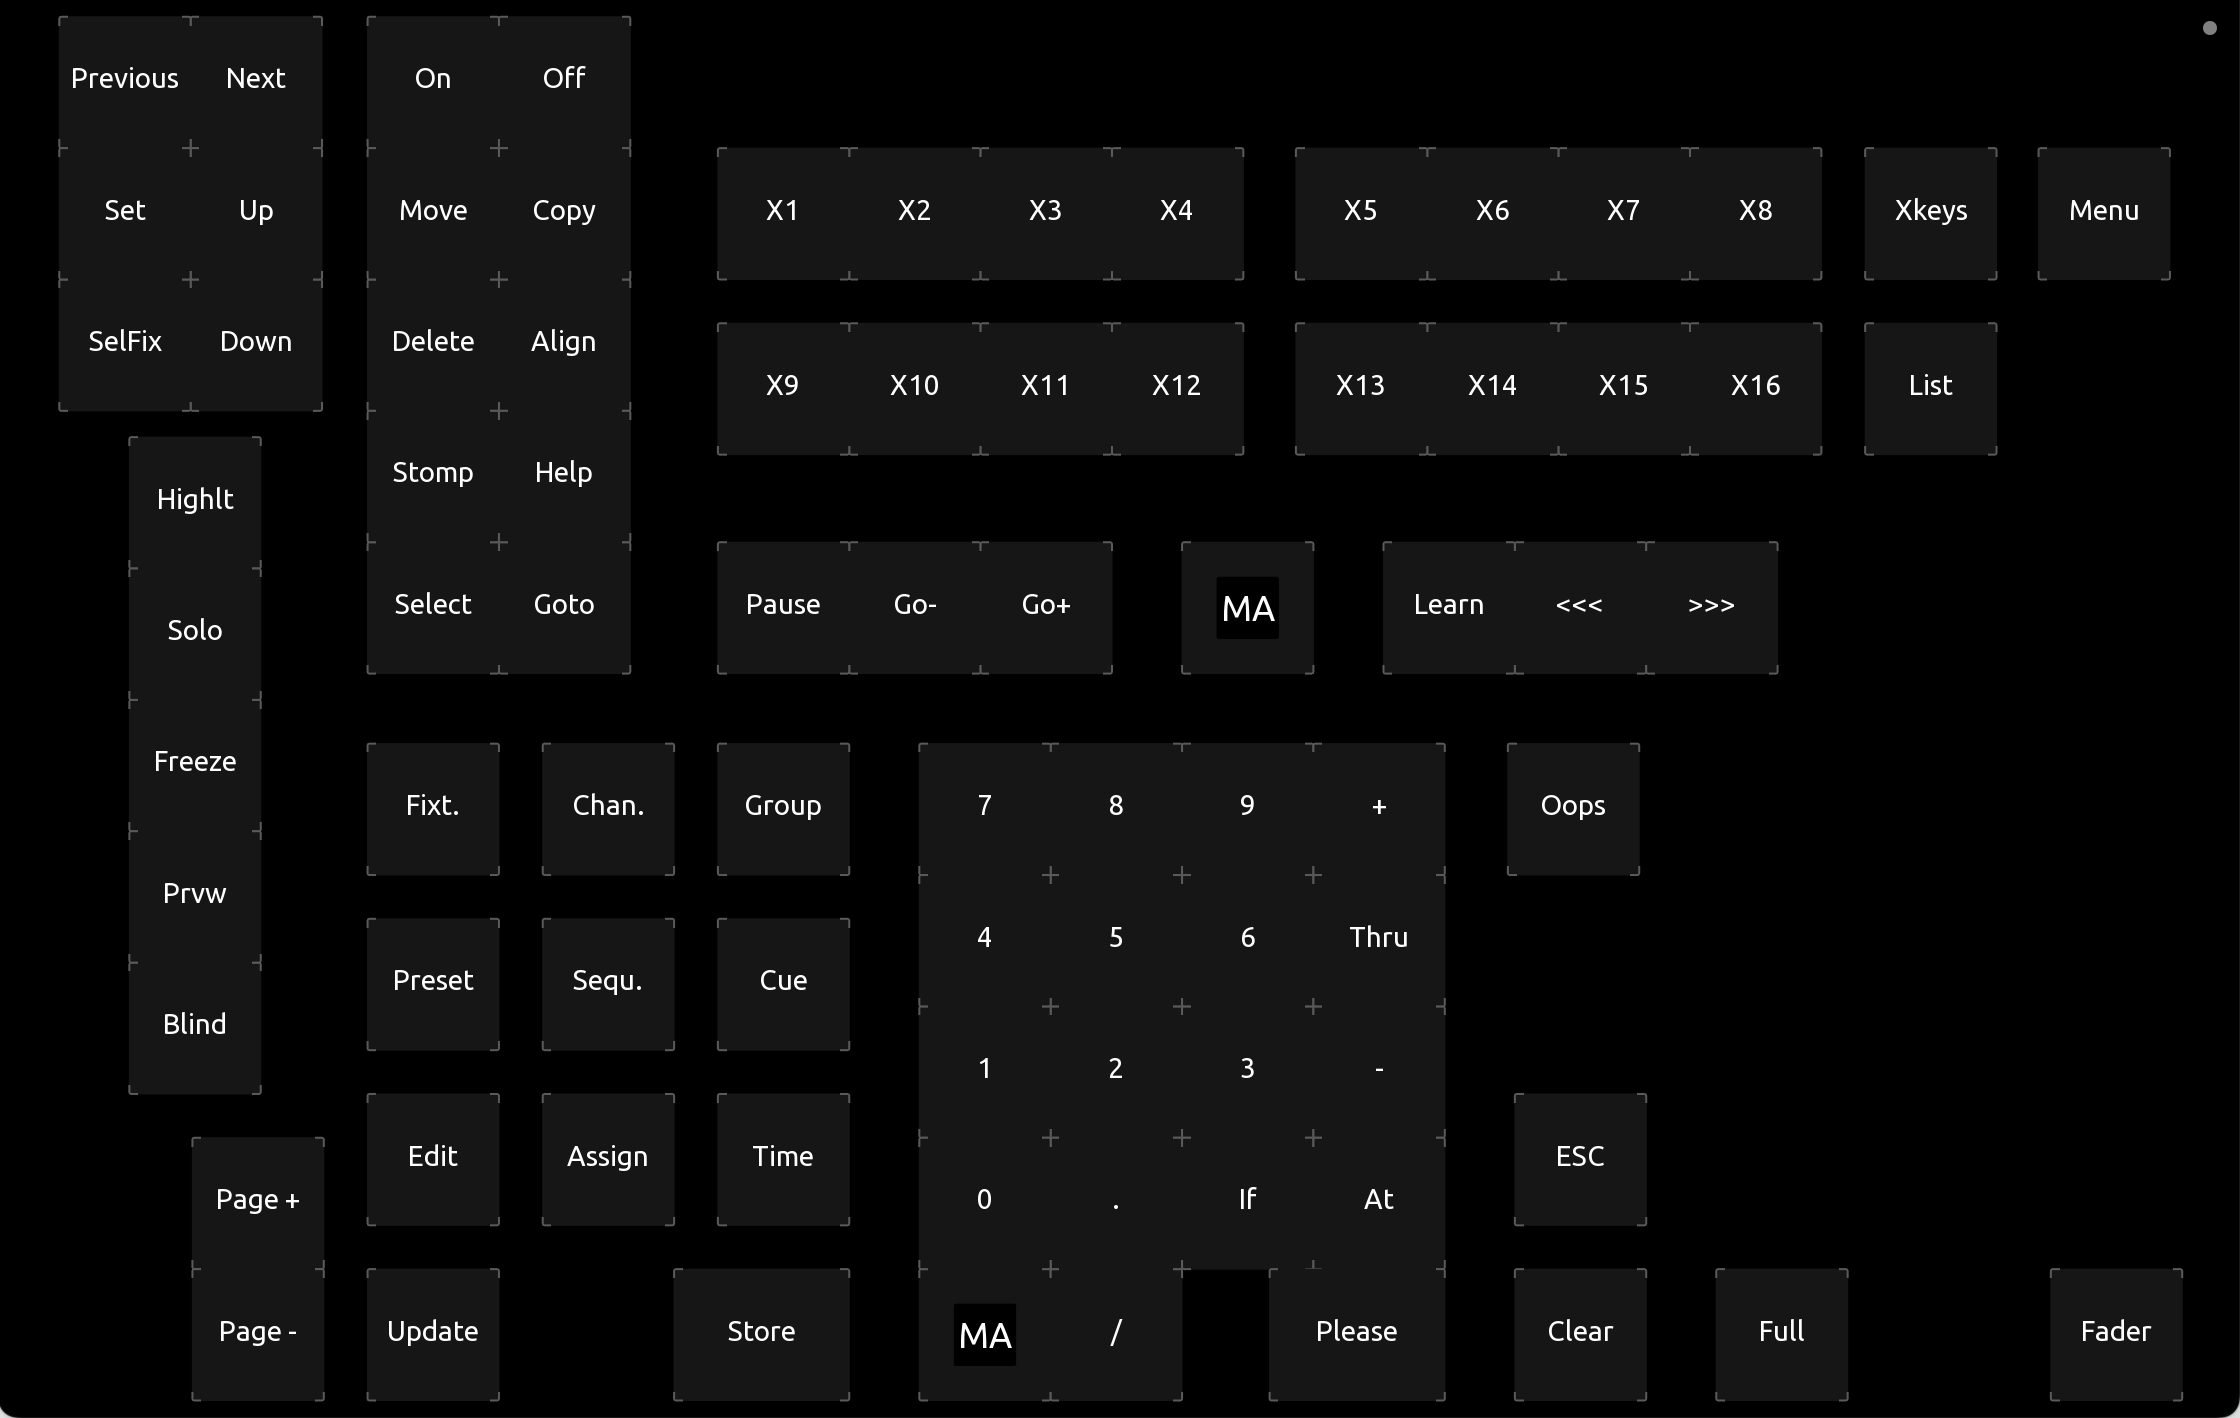 Previous Next
Set Up
SelFix Down
On Off
Move Copy
Delete Align
Stomp Help
Select Goto
X1 X2 X3 X4
X5 X6 X7 X8
Xkeys
Menu
X9 X10 X11 X12
X13 X14 X15 X16
List
Highlt
Solo
Freeze
Prvw
Blind
Pause Go- Go+
MA
Learn <<< >>>
Fixt. Chan. Group
Preset Sequ. Cue
Edit Assign Time
7 8 9 +
4 5 6 Thru
1 2 3 -
0 . If At
Oops
ESC
Page +
Page -
Update
Store
MA /
Please
Clear
Full
Fader